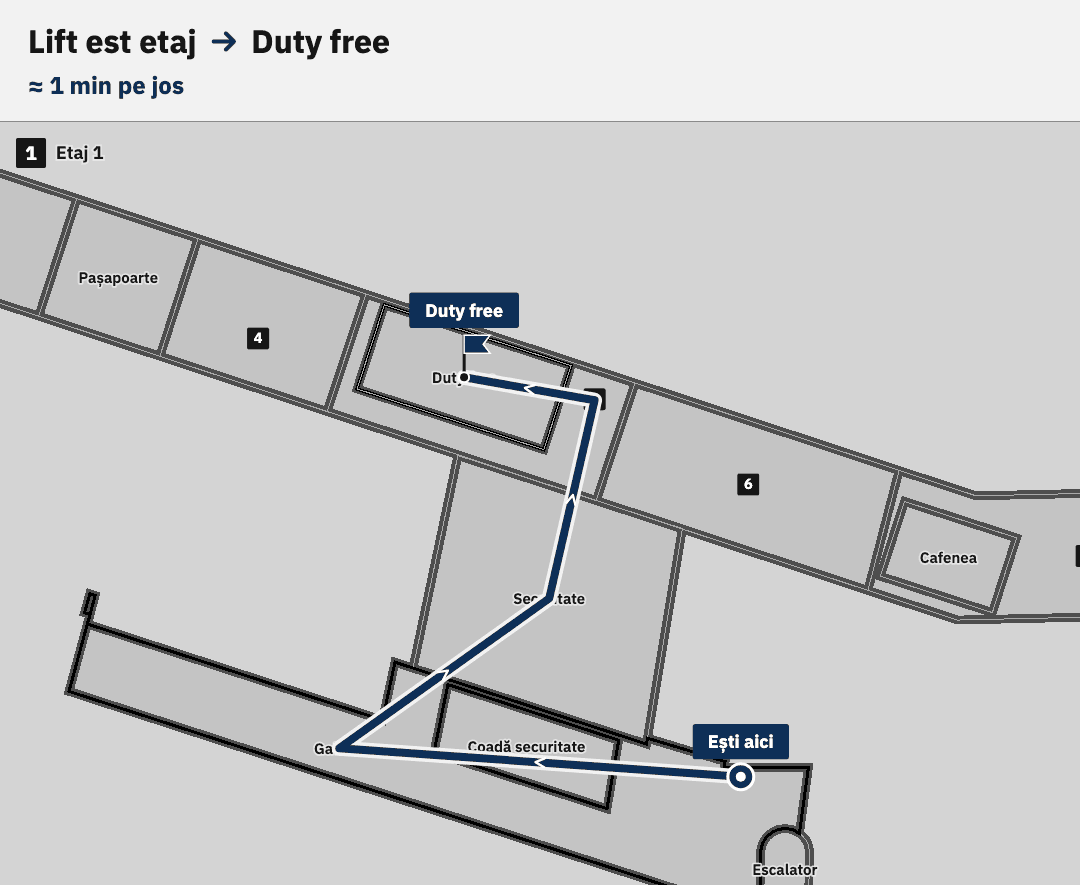 Lift est etaj → Duty free
≈ 1 min pe jos
1 Etaj 1
Pașapoarte
4
Duty free
6
Cafenea
Coadă securitate
Ești aici
Escalator